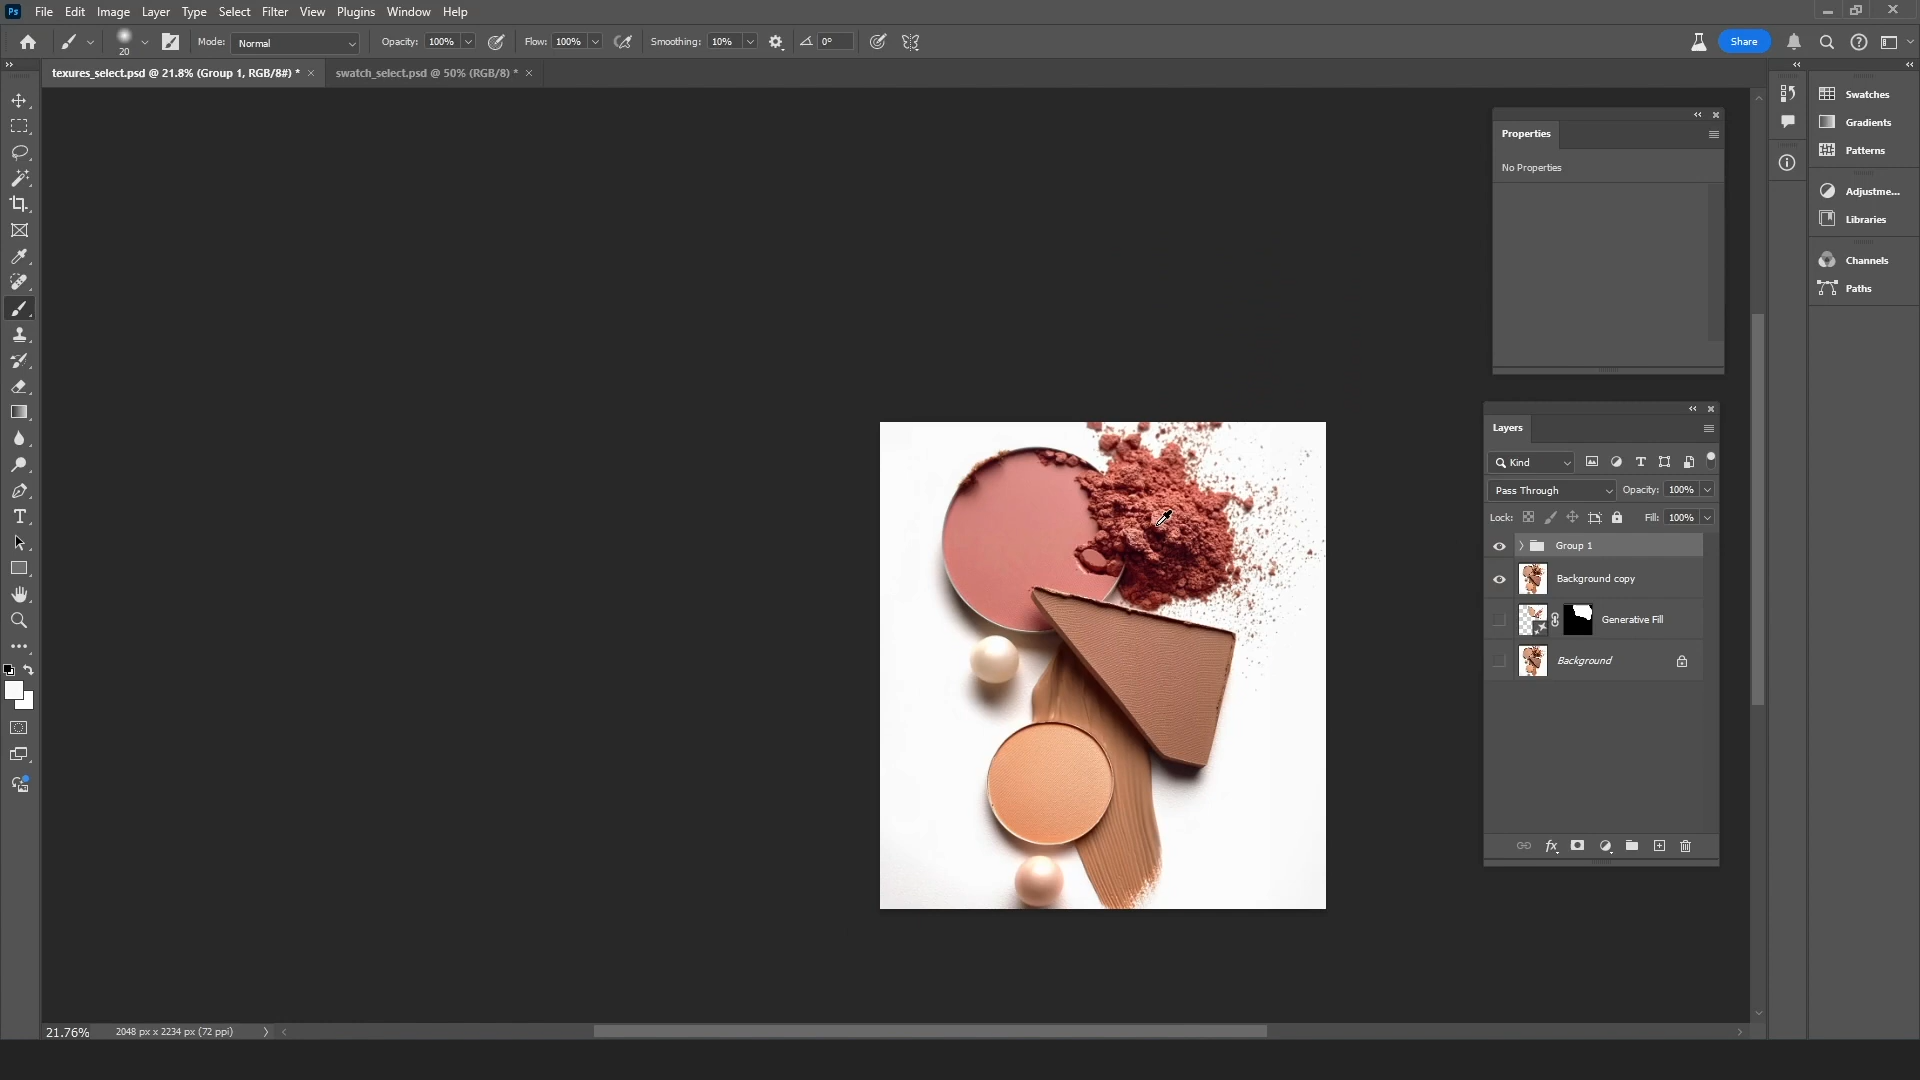 Ps File Edit Image Layer Type Select Filter View Plugins Window Help
20 Mode: Normal Opacity: 100% Flow: 100% Smoothing: 10% 0° Share
texures_select.psd @ 21.8% (Group 1, RGB/8#) * swatch_select.psd @ 50% (RGB/8) *
Properties
No Properties
Swatches
Gradients
Patterns
Adjustme...
Libraries
Channels
Paths
Layers
Kind
Pass Through Opacity: 100%
Lock: Fill: 100%
Group 1
Background copy
Generative Fill
Background
fx
21.76% 2048 px x 2234 px (72 ppi)